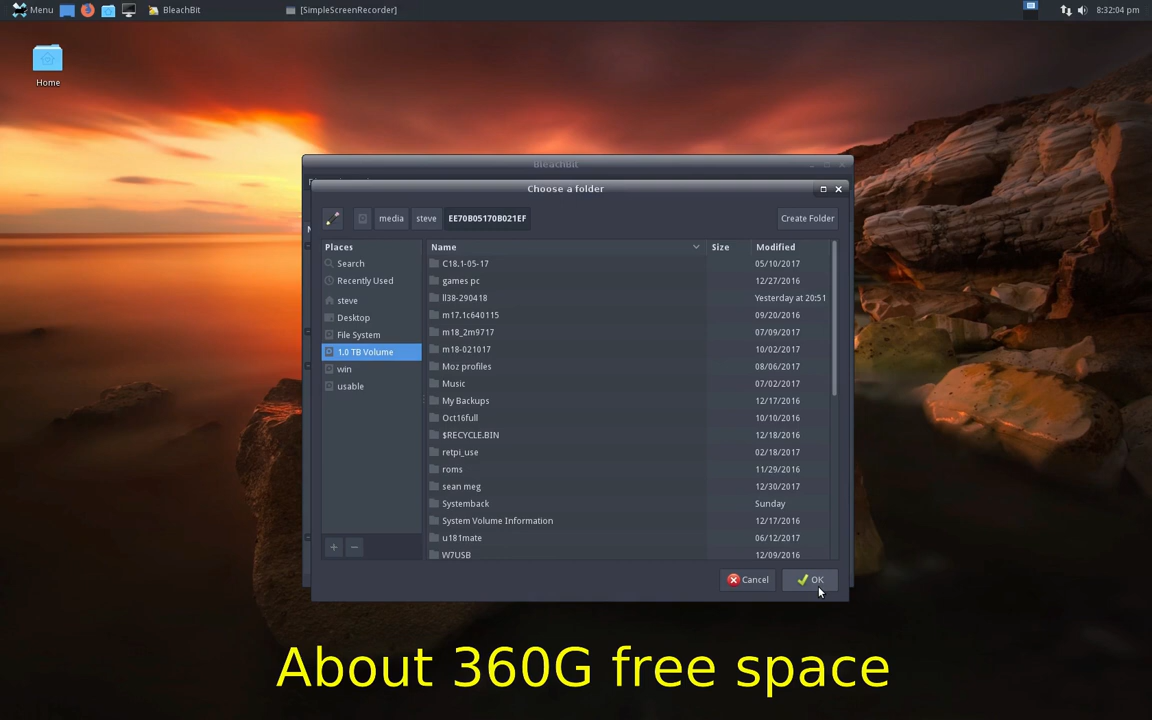 Menu BleachBit [SimpleScreenRecorder] 8:32:04 pm
Home
BleachBit
Choose a folder
media steve EE70B05170B021EF Create Folder
Places Name Size Modified
Search C18.1-05-17 05/10/2017
Recently Used games pc 12/27/2016
steve ll38-290418 Yesterday at 20:51
Desktop m17.1c640115 09/20/2016
File System m18_2m9717 07/09/2017
1.0 TB Volume m18-021017 10/02/2017
win Moz profiles 08/06/2017
usable Music 07/02/2017
My Backups 12/17/2016
Oct16full 10/10/2016
$RECYCLE.BIN 12/18/2016
retpi_use 02/18/2017
roms 11/29/2016
sean meg 12/30/2017
Systemback Sunday
System Volume Information 12/17/2016
u181mate 06/12/2017
W7USB 12/09/2016
Cancel OK
About 360G free space